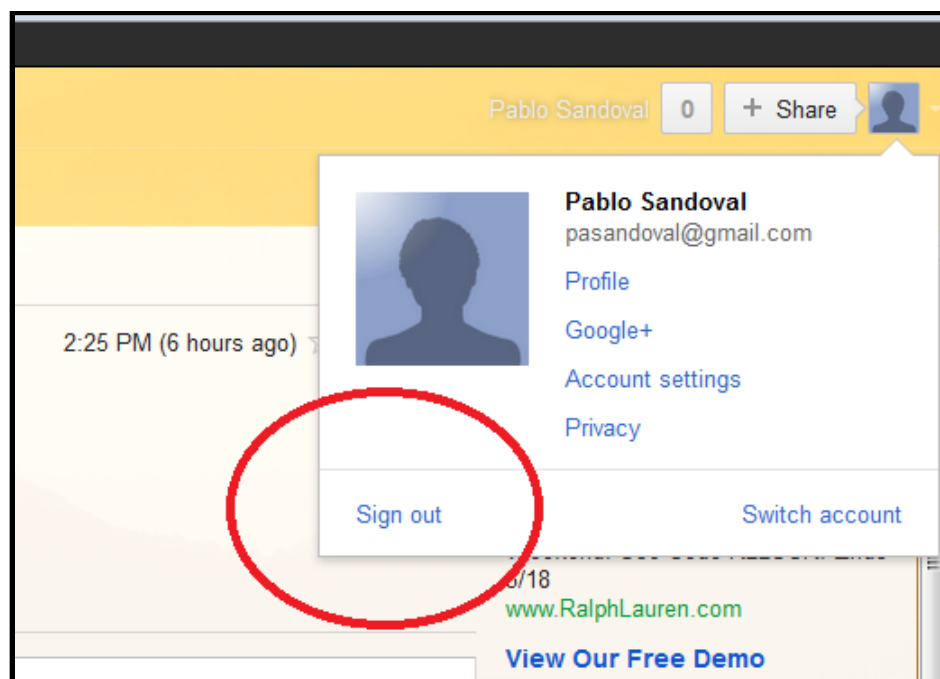 Pablo Sandoval 0 + Share
Pablo Sandoval
pasandoval@gmail.com
Profile
Google+
2:25 PM (6 hours ago)
Account settings
Privacy
Sign out Switch account
/18
www.RalphLauren.com
View Our Free Demo